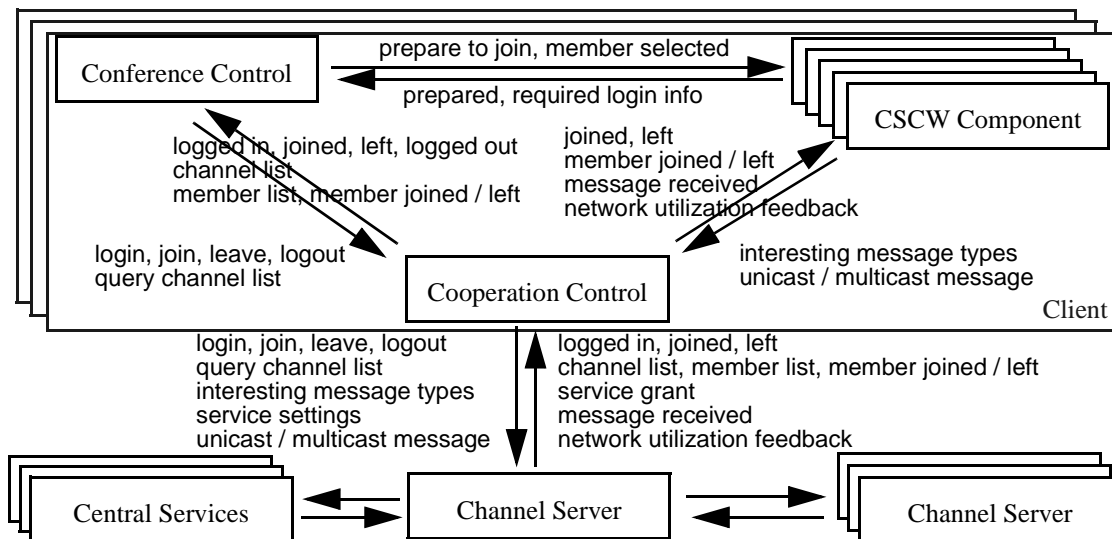 prepare to join, member selected
Conference Control
prepared, required login info
CSCW Component
logged in, joined, left, logged out
channel list
member list, member joined / left
joined, left
member joined / left
message received
network utilization feedback
login, join, leave, logout
query channel list
interesting message types
unicast / multicast message
Cooperation Control
Client
login, join, leave, logout
query channel list
interesting message types
service settings
unicast / multicast message
logged in, joined, left
channel list, member list, member joined / left
service grant
message received
network utilization feedback
Central Services
Channel Server
Channel Server